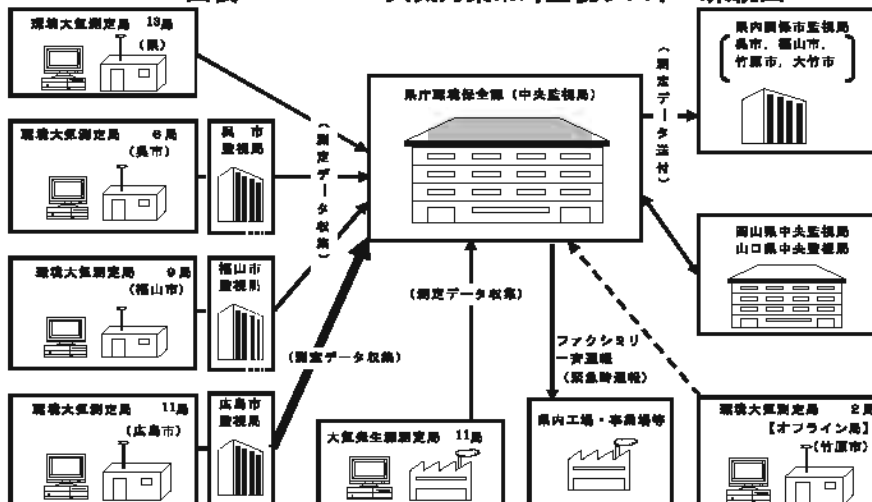 環境大気測定局 13局
(県)
環境大気測定局 6局
(呉市)
呉市
監視局
環境大気測定局 9局
(福山市)
福山市
監視局
環境大気測定局 11局
(広島市)
広島市
監視局
(測定データ収集)
県庁環境保全課(中央監視局)
(測定データ収集)
(測定データ収集)
大気発生源測定局 11局
ファクシミリ
一斉通報
(緊急時通報)
県内工場・事業場等
(測定データ送付)
県内関係市監視局
呉市,福山市,
竹原市,大竹市
岡山県中央監視局
山口県中央監視局
環境大気測定局 2局
【オフライン局】
(竹原市)